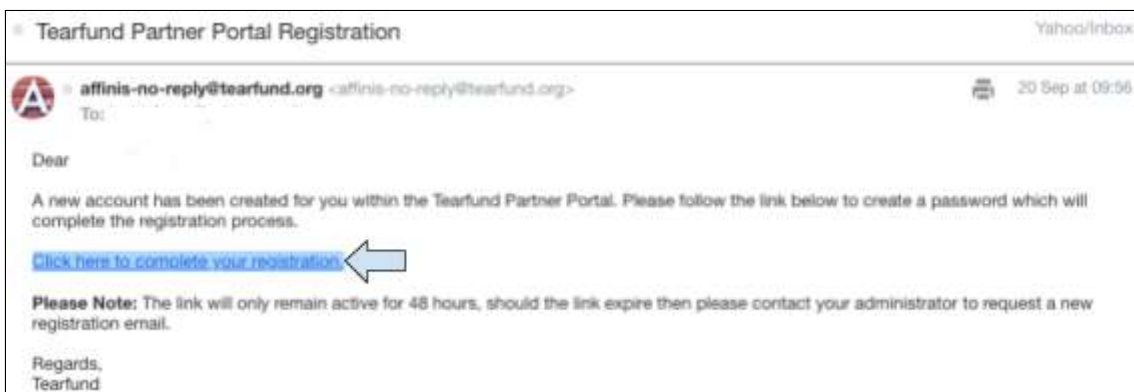 Tearfund Partner Portal Registration
Yahoo/Inbox
A
affinis-no-reply@tearfund.org <affinis-no-reply@tearfund.org>
20 Sep at 09:56
To:
Dear
A new account has been created for you within the Tearfund Partner Portal. Please follow the link below to create a password which will
complete the registration process.
Click here to complete your registration.
Please Note: The link will only remain active for 48 hours, should the link expire then please contact your administrator to request a new
registration email.
Regards,
Tearfund